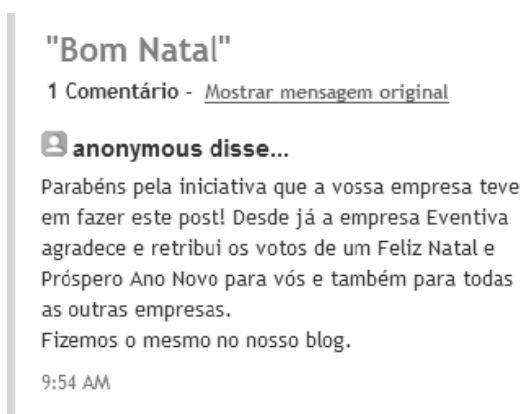 "Bom Natal"
1 Comentário - Mostrar mensagem original
anonymous disse...
Parabéns pela iniciativa que a vossa empresa teve
em fazer este post! Desde já a empresa Eventiva
agradece e retribui os votos de um Feliz Natal e
Próspero Ano Novo para vós e também para todas
as outras empresas.
Fizemos o mesmo no nosso blog.
9:54 AM